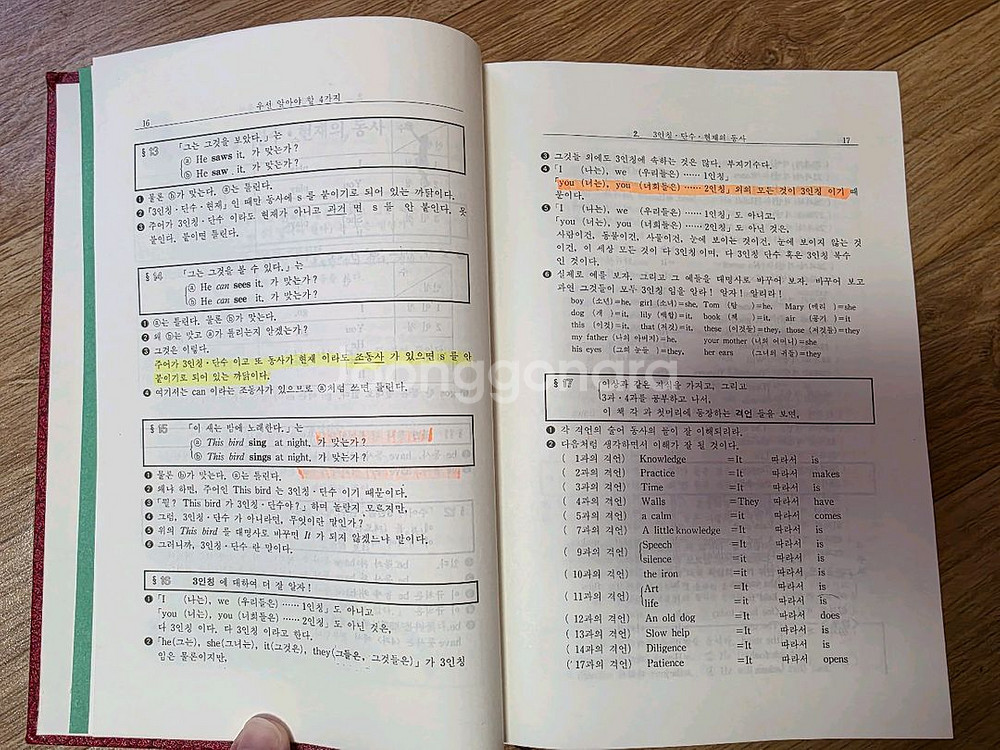 16
우선 알아야 할 4가지
§13 「그는 그것을 보았다.」는
ⓐ He saws it. 가 맞는가?
ⓑ He saw it. 가 맞는가?
❶ 물론 ⓑ가 맞는다. ⓐ는 틀린다.
❷ 「3인칭·단수·현재」인 때만 동사에 s를 붙이기로 되어 있는 까닭이다.
❸ 주어가 3인칭·단수 이라도 현재가 아니고 과거 면 s를 안 붙인다. 못
붙인다. 붙이면 틀린다.
§14 「그는 그것을 볼 수 있다.」는
ⓐ He can sees it. 가 맞는가?
ⓑ He can see it. 가 맞는가?
❶ ⓐ는 틀린다. 물론 ⓑ가 맞는다.
❷ 왜 ⓑ는 맞고 ⓐ가 틀리는지 알겠는가?
❸ 그것은 이렇다.
주어가 3인칭·단수 이고 또 동사가 현재 이라도 조동사 가 있으면 s를 안
붙이기로 되어 있는 까닭이다.
❹ 여기서는 can 이라는 조동사가 있으므로 ⓐ처럼 쓰면 틀린다.
§15 「이 새는 밤에 노래한다.」는
ⓐ This bird sing at night. 가 맞는가?
ⓑ This bird sings at night. 가 맞는가?
❶ 물론 ⓑ가 맞는다. ⓐ는 틀린다.
❷ 왜냐 하면, 주어인 This bird 는 3인칭·단수 이기 때문이다.
❸ 「뭘? This bird 가 3인칭·단수야?」하며 놀란지 모르지만,
❹ 그럼, 3인칭·단수 가 아니라면, 무엇이란 말인가?
❺ 위의 This bird 를 대명사로 바꾸면 It 가 되지 않겠느냐 말이다.
❻ 그러니까, 3인칭·단수 란 말이다.
§16 3인칭 에 대하여 더 잘 알자!
❶ 「I (나는), we (우리들은) …… 1인칭」도 아니고
「you (너는), you (너희들은) …… 2인칭」도 아닌 것은,
다 3인칭 이다. 다 3인칭 이라고 한다.
❷ 「he(그는), she(그녀는), it(그것은), they(그들은, 그것들은)」가 3인칭
임은 물론이지만,
2. 3인칭·단수·현재의 동사
17
❸ 그것들 외에도 3인칭에 속하는 것은 많다. 부지기수다.
❹ 「I (나는), we (우리들은) …… 1인칭」
「you (너는), you (너희들은) …… 2인칭」 외의 모든 것이 3인칭 이기 때
문이다.
❺ 「I (나는), we (우리들은) …… 1인칭」도 아니고,
「you (너는), you (너희들은) …… 2인칭」도 아닌 것은,
사람이건, 동물이건, 사물이건, 눈에 보이는 것이건, 눈에 보이지 않는 것
이건, 이 세상 모든 것이 다 3인칭이며, 다 3인칭 단수 혹은 3인칭 복수
인 것이다.
❻ 실제로 예를 보자. 그리고 그 예들을 대명사로 바꾸어 보자. 바꾸어 보고
과연 그것들이 모두 3인칭 임을 알라! 알자! 알리라!
boy (소년)=he, girl (소녀)=she, Tom (탐 )=he, Mary (메리 )=she
dog (개 )=it, lily (백합)=it, book (책 )=it, air (공기 )=it
this (이것)=it, that (저것)=it, these (이것들)=they, those (저것들)=they
my father (나의 아버지)=he, your mother (너의 어머니)=she
his eyes (그의 눈들 )=they, her ears (그녀의 귀들)=they
§17 이상과 같은 지식을 가지고, 그리고
3과·4과를 공부하고 나서,
이 책 각 과 첫머리에 등장하는 격언 들을 보면,
❶ 각 격언의 술어 동사의 몸이 잘 이해되리라.
❷ 다음처럼 생각하면서 이해가 잘 될 것이다.
( 1과의 격언) Knowledge =It 따라서 is
( 2과의 격언) Practice =It 따라서 makes
( 3과의 격언) Time =It 따라서 is
( 4과의 격언) Walls =They 따라서 have
( 5과의 격언) a calm =It 따라서 comes
( 7과의 격언) A little knowledge =It 따라서 is
( 9과의 격언) Speech =It 따라서 is
silence =it 따라서 is
(10과의 격언) the iron =it 따라서 is
(11과의 격언) Art =It 따라서 is
life =it 따라서 is
(12과의 격언) An old dog =It 따라서 does
(13과의 격언) Slow help =It 따라서 is
(14과의 격언) Diligence =It 따라서 is
(17과의 격언) Patience =It 따라서 opens